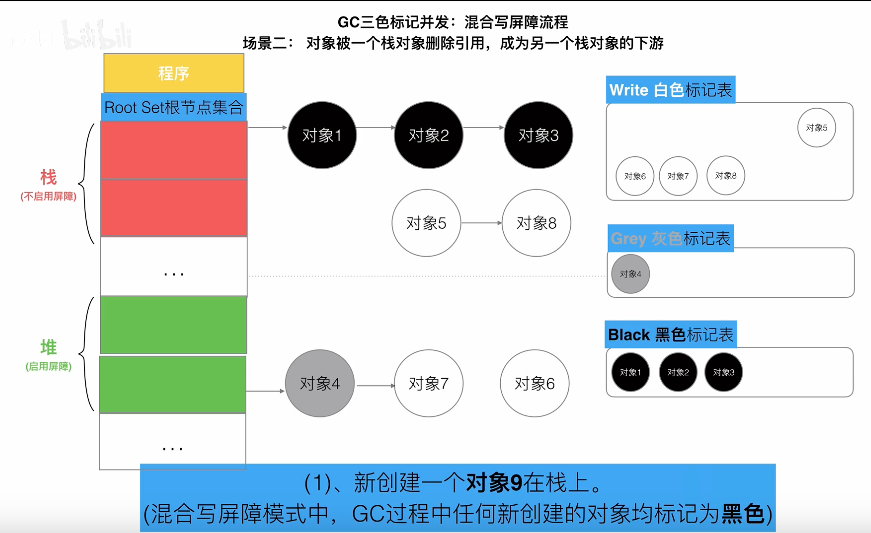 GC三色标记并发：混合写屏障流程
场景二： 对象被一个栈对象删除引用，成为另一个栈对象的下游
bilibili
程序
Root Set根节点集合
栈
(不启用屏障)
...
堆
(启用屏障)
...
对象1
对象2
对象3
对象5
对象8
对象4
对象7
对象6
Write 白色标记表
对象5
对象6
对象7
对象8
Grey 灰色标记表
对象4
Black 黑色标记表
对象1
对象2
对象3
(1)、新创建一个对象9在栈上。
(混合写屏障模式中，GC过程中任何新创建的对象均标记为黑色)